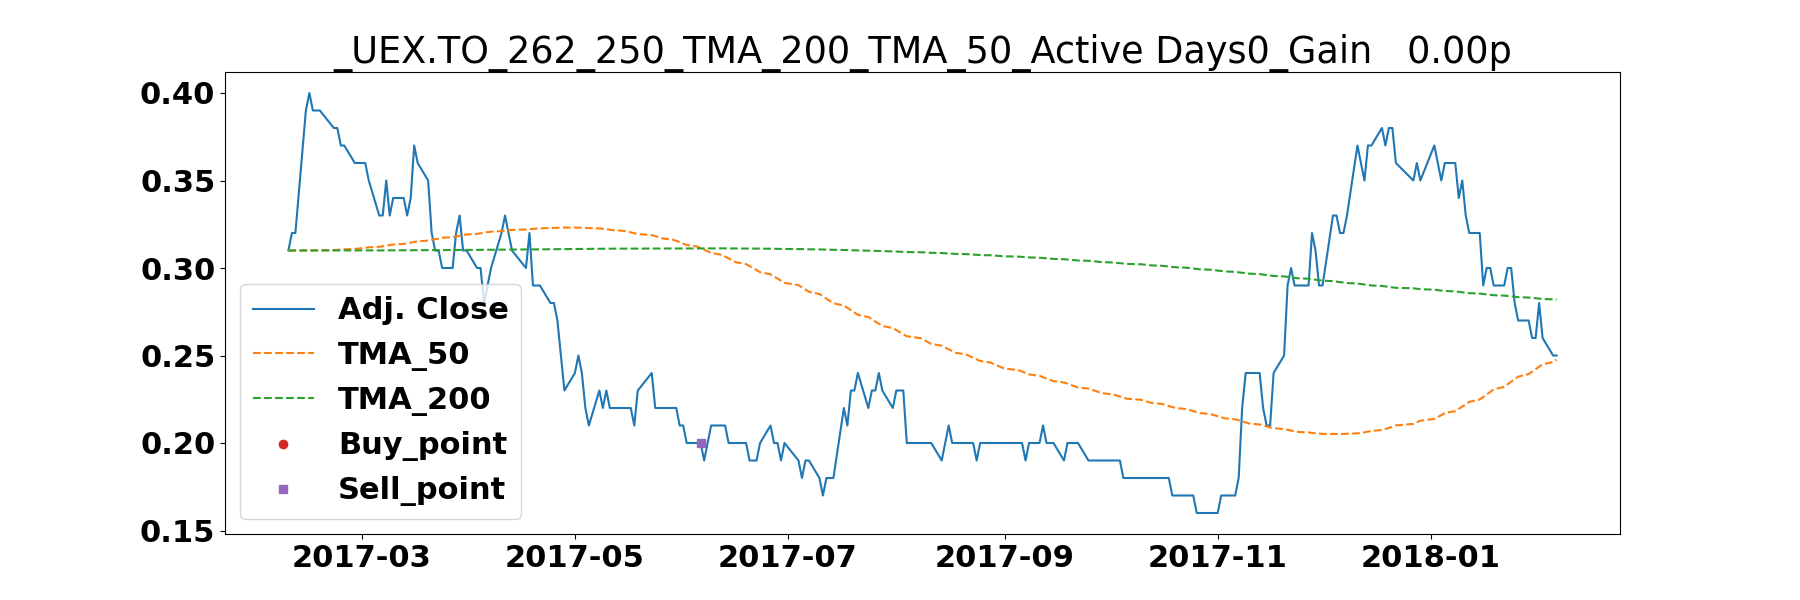 _UEX.TO_262_250_TMA_200_TMA_50_Active Days0_Gain   0.00p
0.40
0.35
0.30
0.25
0.20
0.15
Adj. Close
TMA_50
TMA_200
Buy_point
Sell_point
2017-03 2017-05 2017-07 2017-09 2017-11 2018-01